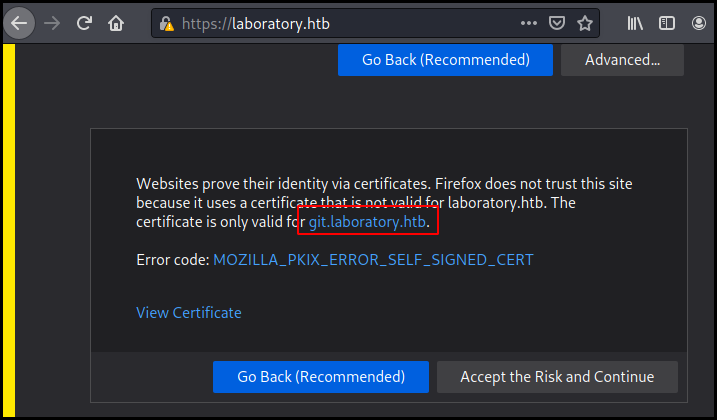 https://laboratory.htb
Go Back (Recommended)
Advanced...
Websites prove their identity via certificates. Firefox does not trust this site
because it uses a certificate that is not valid for laboratory.htb. The
certificate is only valid for git.laboratory.htb.
Error code: MOZILLA_PKIX_ERROR_SELF_SIGNED_CERT
View Certificate
Go Back (Recommended)
Accept the Risk and Continue